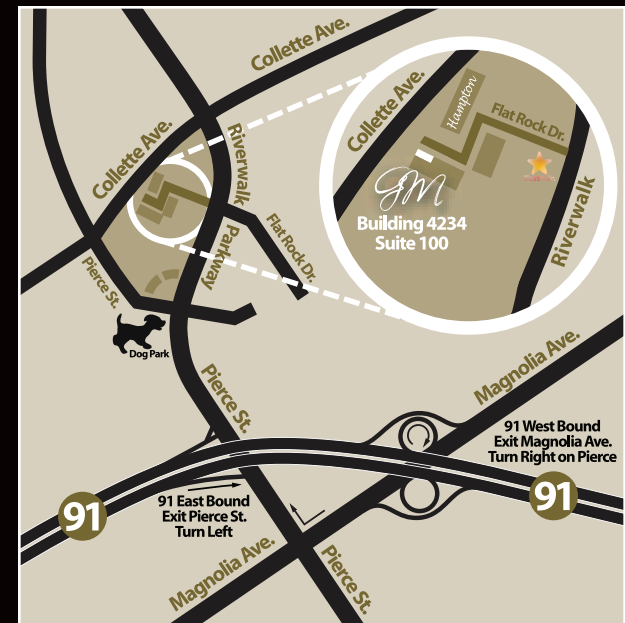 Collette Ave.
Collette Ave.
Riverwalk
Parkway
Flat Rock Dr.
Pierce St.
Dog Park
Collette Ave.
Hampton
Flat Rock Dr.
GM
Building 4234
Suite 100
Riverwalk
Pierce St.
Magnolia Ave.
91 West Bound
Exit Magnolia Ave.
Turn Right on Pierce
91
91
91 East Bound
Exit Pierce St.
Turn Left
Magnolia Ave.
Pierce St.